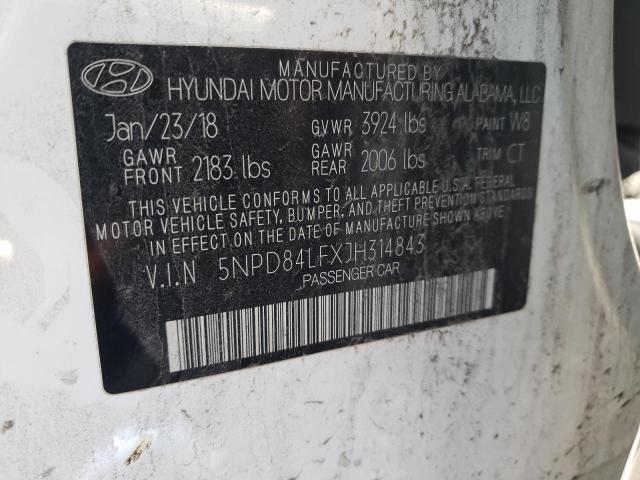 MANUFACTURED BY
HYUNDAI MOTOR MANUFACTURING ALABAMA, LLC
Jan/23/18 GVWR 3924 lbs PAINT W8
GAWR FRONT 2183 lbs GAWR REAR 2006 lbs TRIM CT
THIS VEHICLE CONFORMS TO ALL APPLICABLE U.S.A. FEDERAL
MOTOR VEHICLE SAFETY, BUMPER, AND THEFT PREVENTION STANDARDS
IN EFFECT ON THE DATE OF MANUFACTURE SHOWN ABOVE.
V.I.N 5NPD84LFXJH314843
PASSENGER CAR